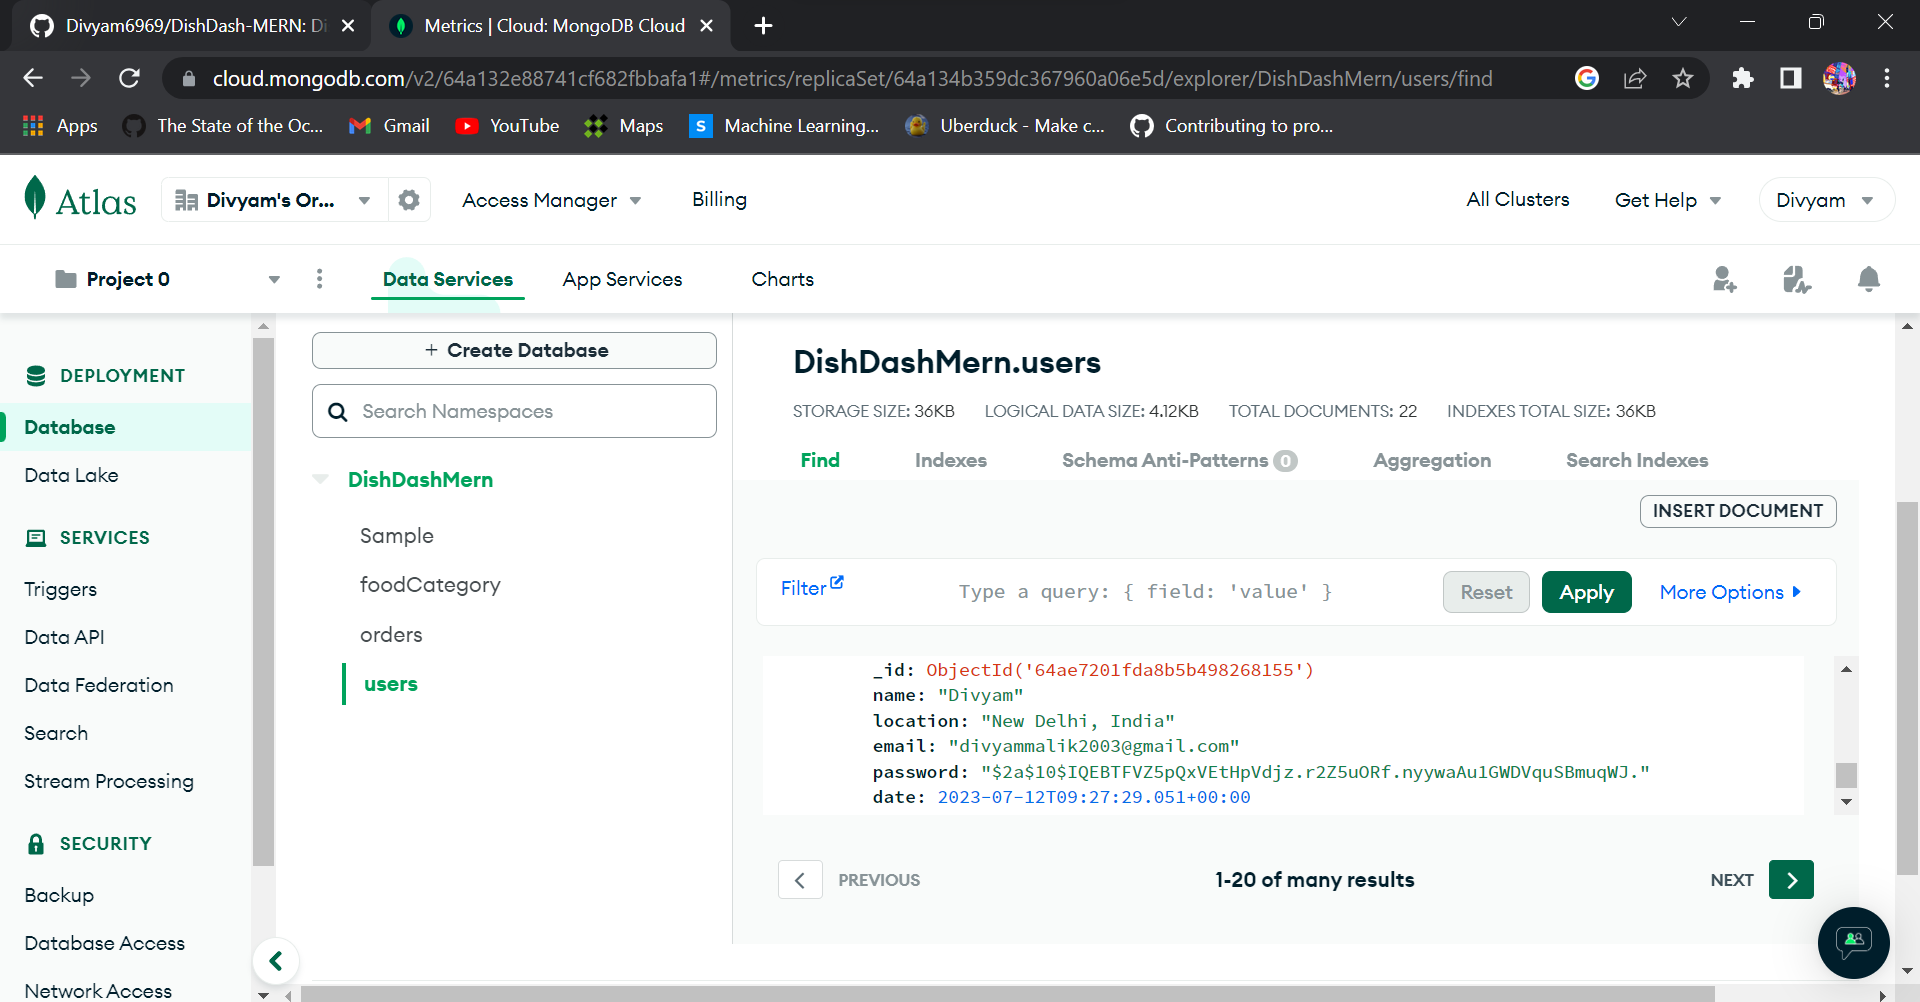 Divyam6969/DishDash-MERN: Di
Metrics | Cloud: MongoDB Cloud
cloud.mongodb.com/v2/64a132e88741cf682fbbafa1#/metrics/replicaSet/64a134b359dc367960a06e5d/explorer/DishDashMern/users/find
Apps
The State of the Oc...
Gmail
YouTube
Maps
S
Machine Learning...
Uberduck - Make c...
Contributing to pro...
Atlas
Divyam's Or...
Access Manager
Billing
All Clusters
Get Help
Divyam
Project 0
Data Services
App Services
Charts
DEPLOYMENT
Database
Data Lake
SERVICES
Triggers
Data API
Data Federation
Search
Stream Processing
SECURITY
Backup
Database Access
Network Access
+ Create Database
Search Namespaces
DishDashMern
Sample
foodCategory
orders
users
DishDashMern.users
STORAGE SIZE: 36KB LOGICAL DATA SIZE: 4.12KB TOTAL DOCUMENTS: 22 INDEXES TOTAL SIZE: 36KB
Find
Indexes
Schema Anti-Patterns 0
Aggregation
Search Indexes
INSERT DOCUMENT
Filter
Type a query: { field: 'value' }
Reset
Apply
More Options
_id: ObjectId('64ae7201fda8b5b498268155')
name: "Divyam"
location: "New Delhi, India"
email: "divyammalik2003@gmail.com"
password: "$2a$10$IQEBTFVZ5pQxVEtHpVdjz.r2Z5uORf.nyywaAu1GWDVquSBmuqWJ."
date: 2023-07-12T09:27:29.051+00:00
PREVIOUS
1-20 of many results
NEXT